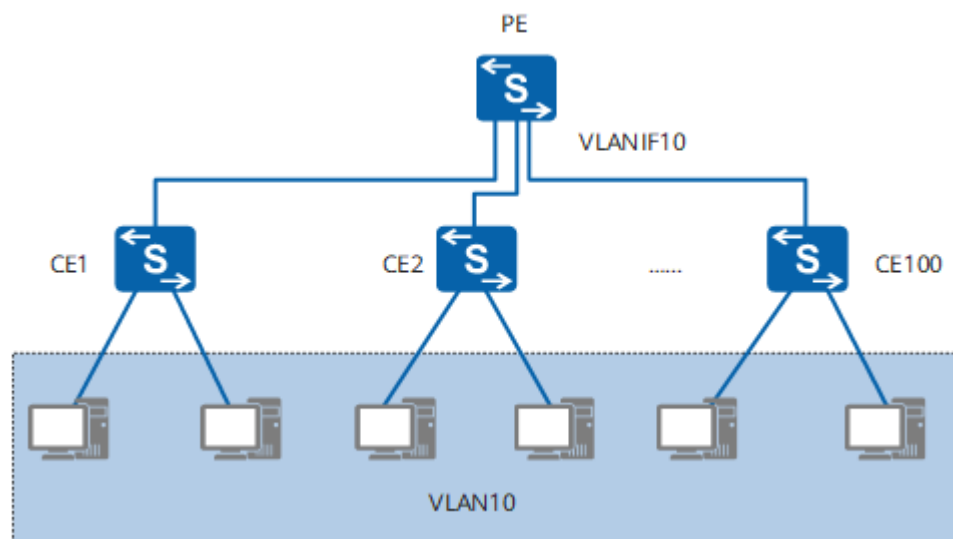 PE
S
VLANIF10
CE1
S
CE2
S
......
S
CE100
VLAN10